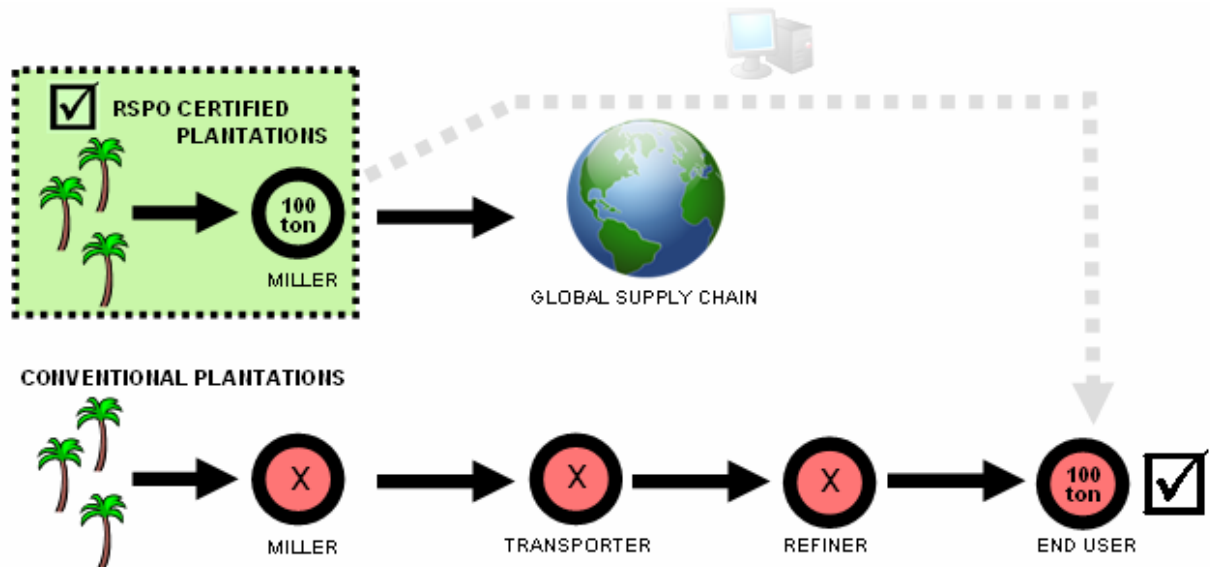 RSPO CERTIFIED
PLANTATIONS
100
ton
MILLER
GLOBAL SUPPLY CHAIN
CONVENTIONAL PLANTATIONS
X
X
X
100
ton
MILLER
TRANSPORTER
REFINER
END USER